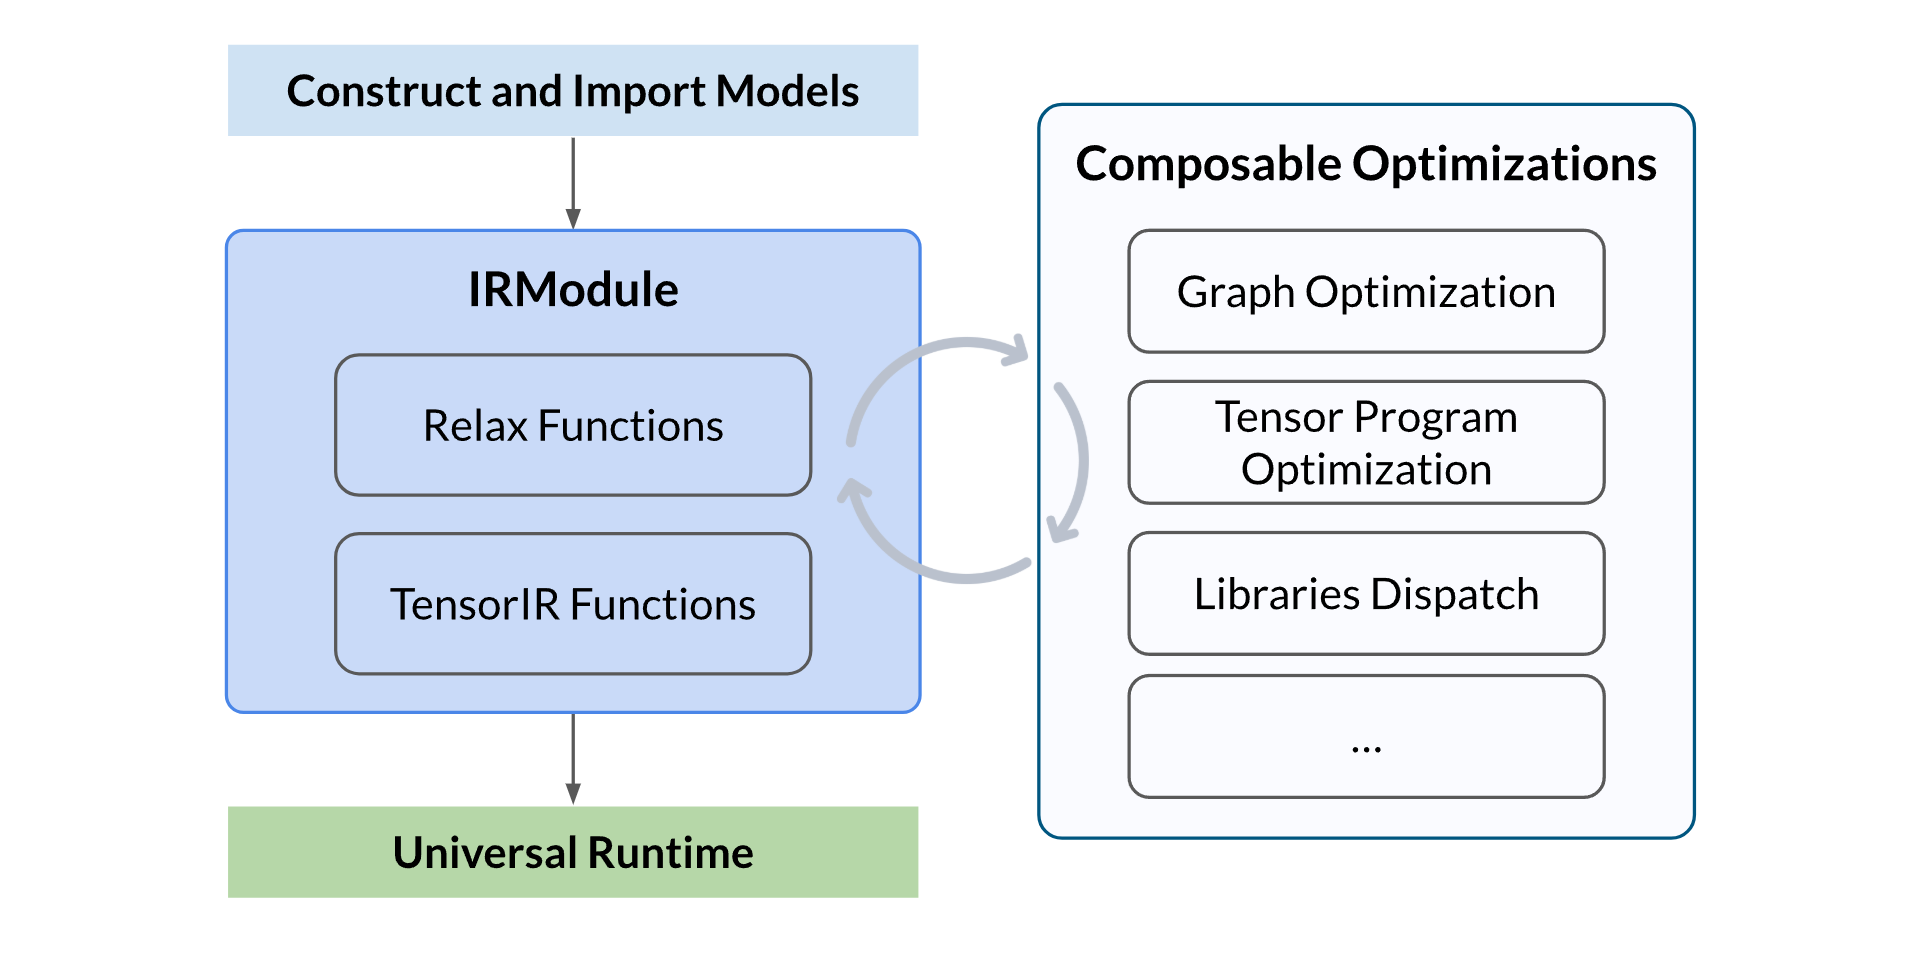 Construct and Import Models
IRModule
Relax Functions
TensorIR Functions
Universal Runtime
Composable Optimizations
Graph Optimization
Tensor Program
Optimization
Libraries Dispatch
...